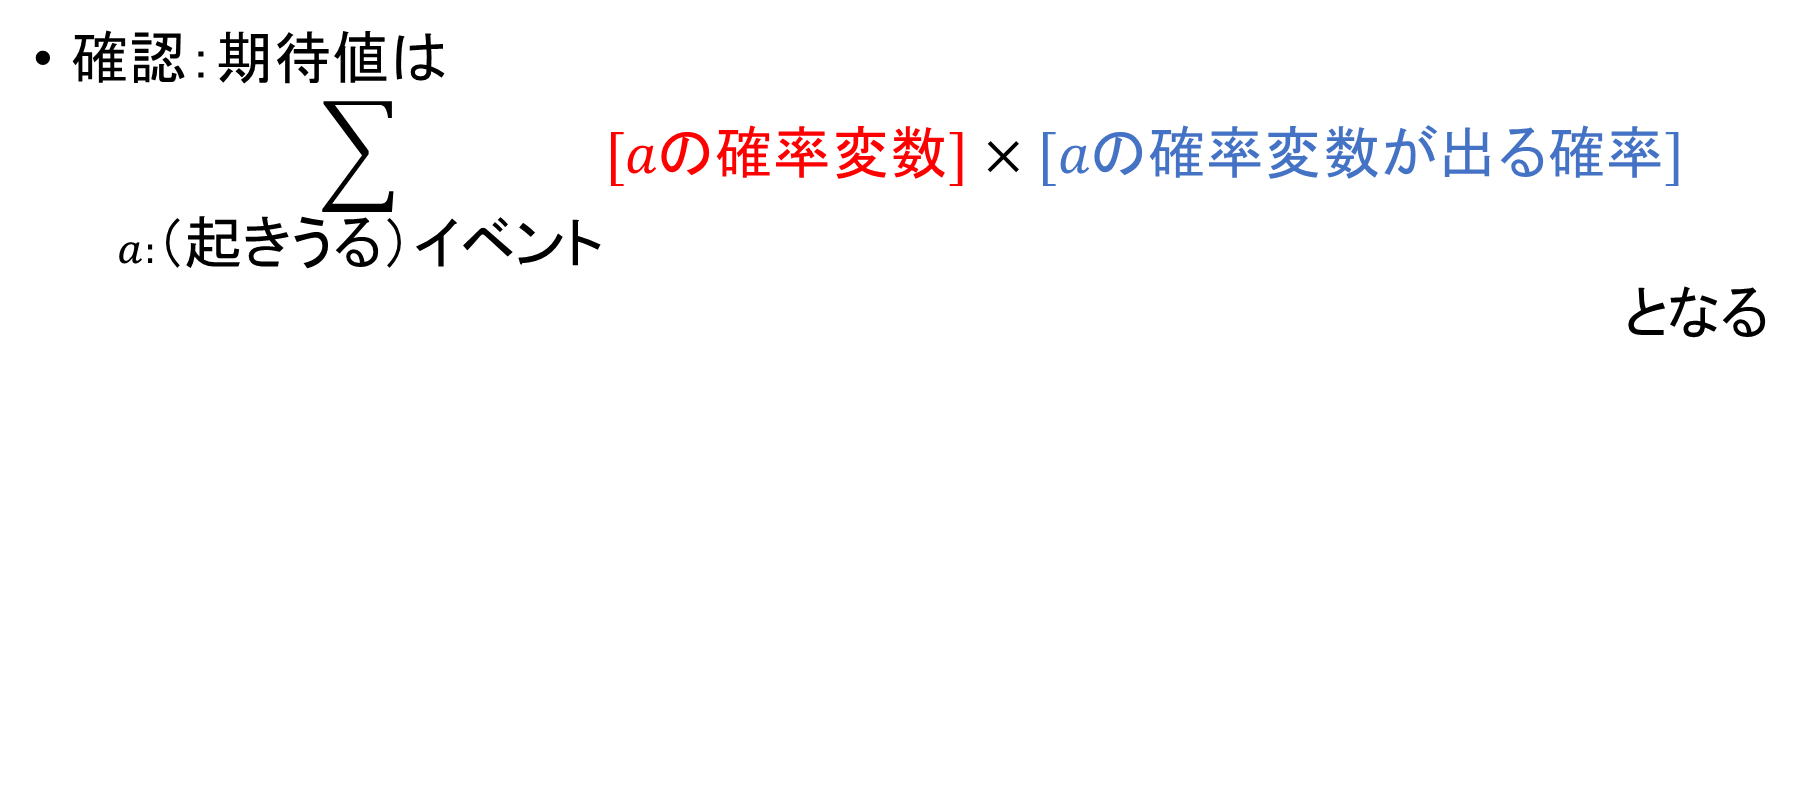 • 確認：期待値は
∑ [aの確率変数] × [aの確率変数が出る確率]
a:（起きうる）イベント
となる